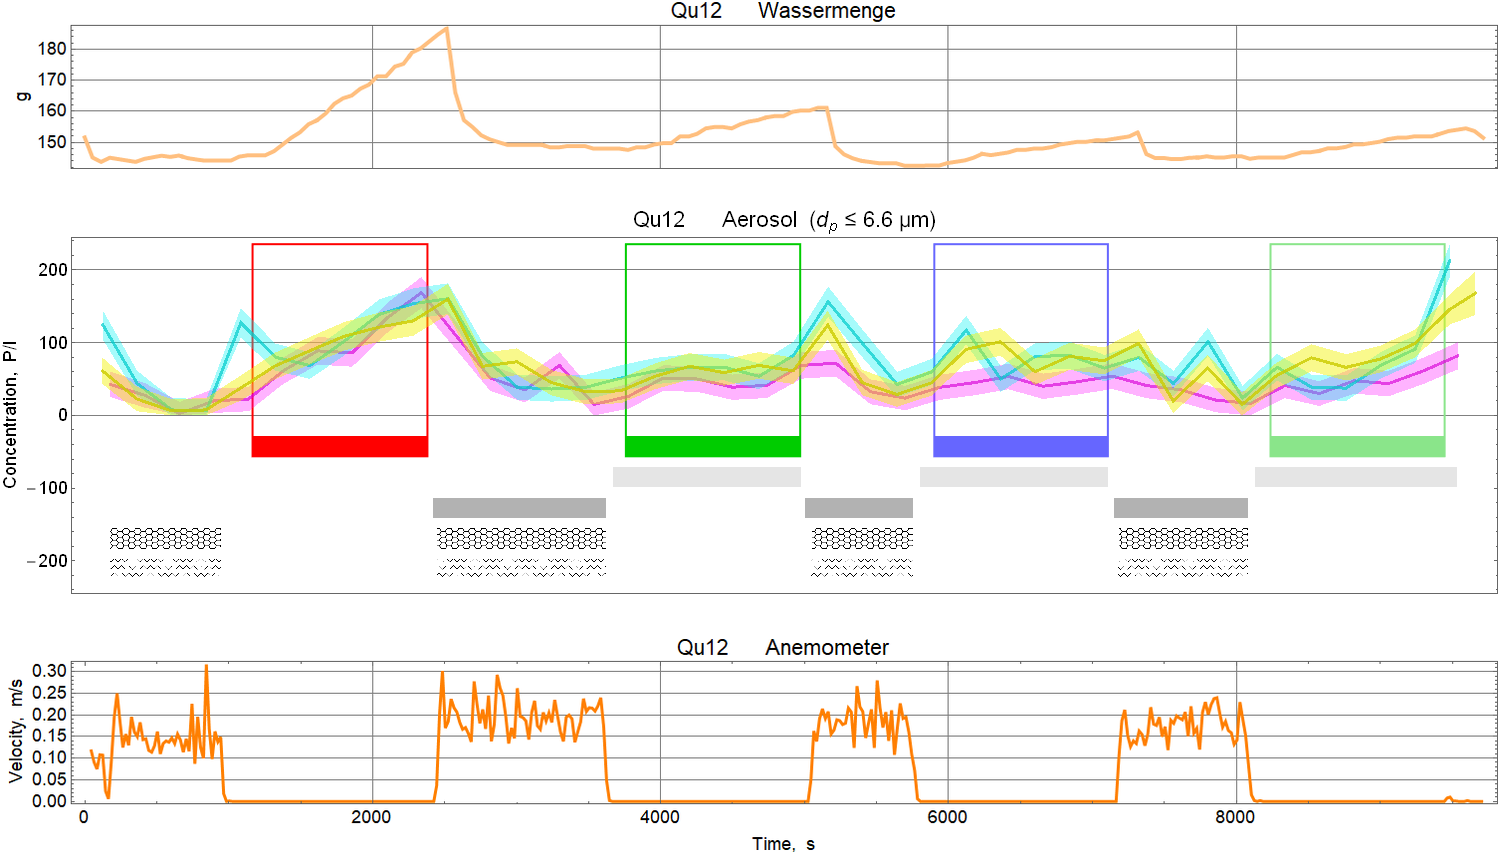 Qu12 Wassermenge
180
170
160
150
g
Qu12 Aerosol (dp ≤ 6.6 µm)
200
100
0
−100
−200
Concentration, P/l
Qu12 Anemometer
0.30
0.25
0.20
0.15
0.10
0.05
0.00
Velocity, m/s
0 2000 4000 6000 8000
Time, s